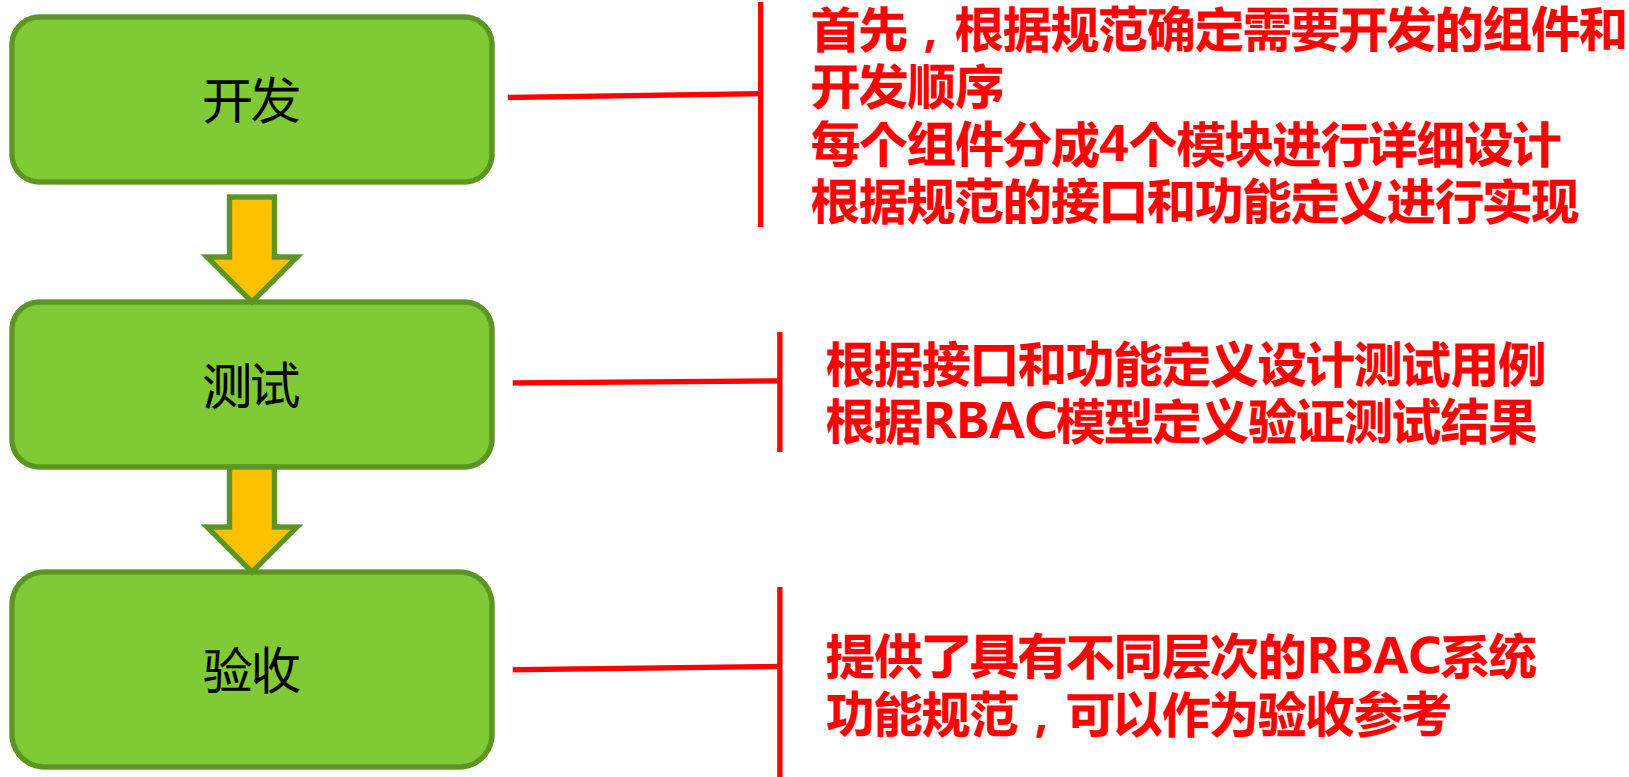 开发
首先，根据规范确定需要开发的组件和
开发顺序
每个组件分成4个模块进行详细设计
根据规范的接口和功能定义进行实现
测试
根据接口和功能定义设计测试用例
根据RBAC模型定义验证测试结果
验收
提供了具有不同层次的RBAC系统
功能规范，可以作为验收参考